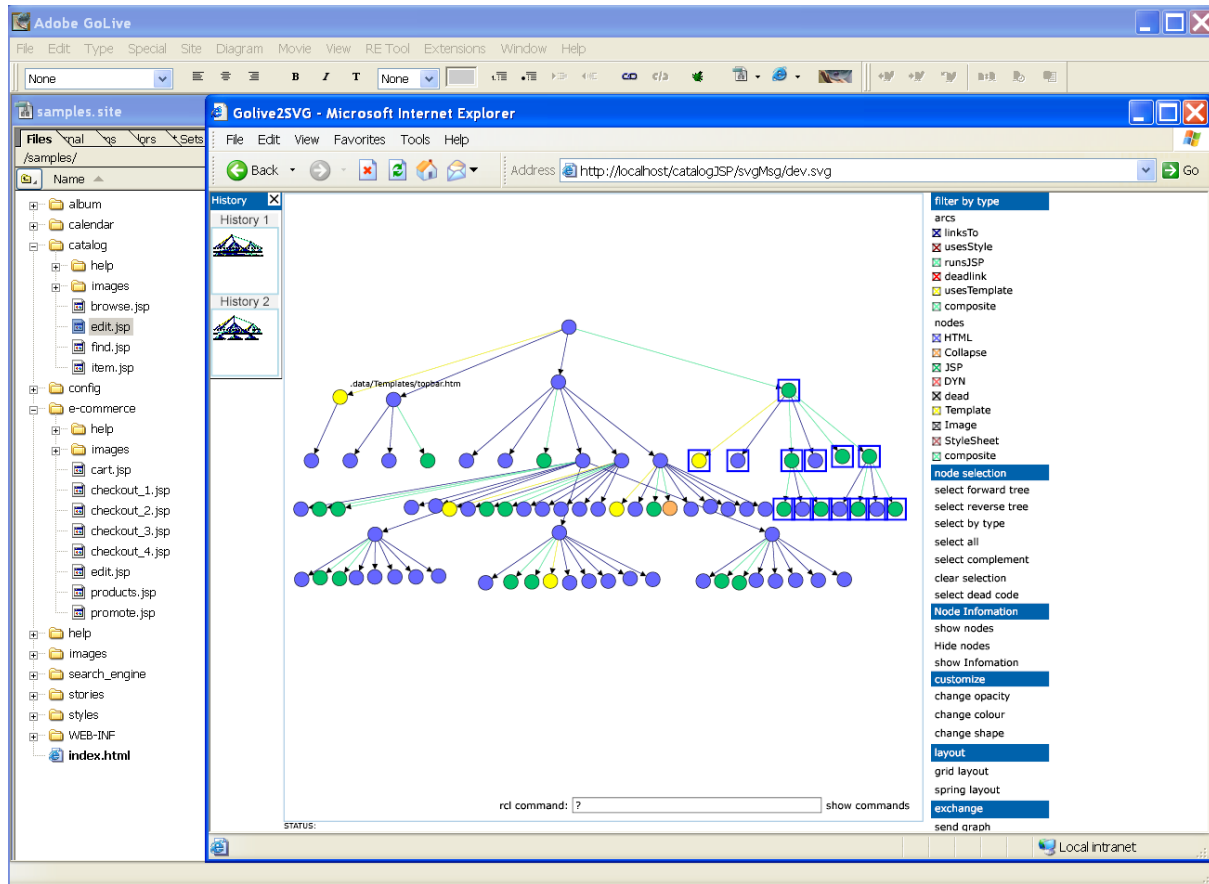 Adobe GoLive
File Edit Type Special Site Diagram Movie View RE Tool Extensions Window Help
None
B I T None
samples.site
Files
Sets
/samples/
Name
album
calendar
catalog
help
images
browse.jsp
edit.jsp
find.jsp
item.jsp
config
e-commerce
help
images
cart.jsp
checkout_1.jsp
checkout_2.jsp
checkout_3.jsp
checkout_4.jsp
edit.jsp
products.jsp
promote.jsp
help
images
search_engine
stories
styles
WEB-INF
index.html
Golive2SVG - Microsoft Internet Explorer
File Edit View Favorites Tools Help
Back
Address http://localhost/catalogJSP/svgMsg/dev.svg Go
History X
History 1
History 2
.data/Templates/topbar.htm
rcl command: ? show commands
STATUS:
filter by type
arcs
linksTo
usesStyle
runsJSP
deadlink
usesTemplate
composite
nodes
HTML
Collapse
JSP
DYN
dead
Template
Image
StyleSheet
composite
node selection
select forward tree
select reverse tree
select by type
select all
select complement
clear selection
select dead code
Node Infomation
show nodes
Hide nodes
show Infomation
customize
change opacity
change colour
change shape
layout
grid layout
spring layout
exchange
send graph
Local intranet